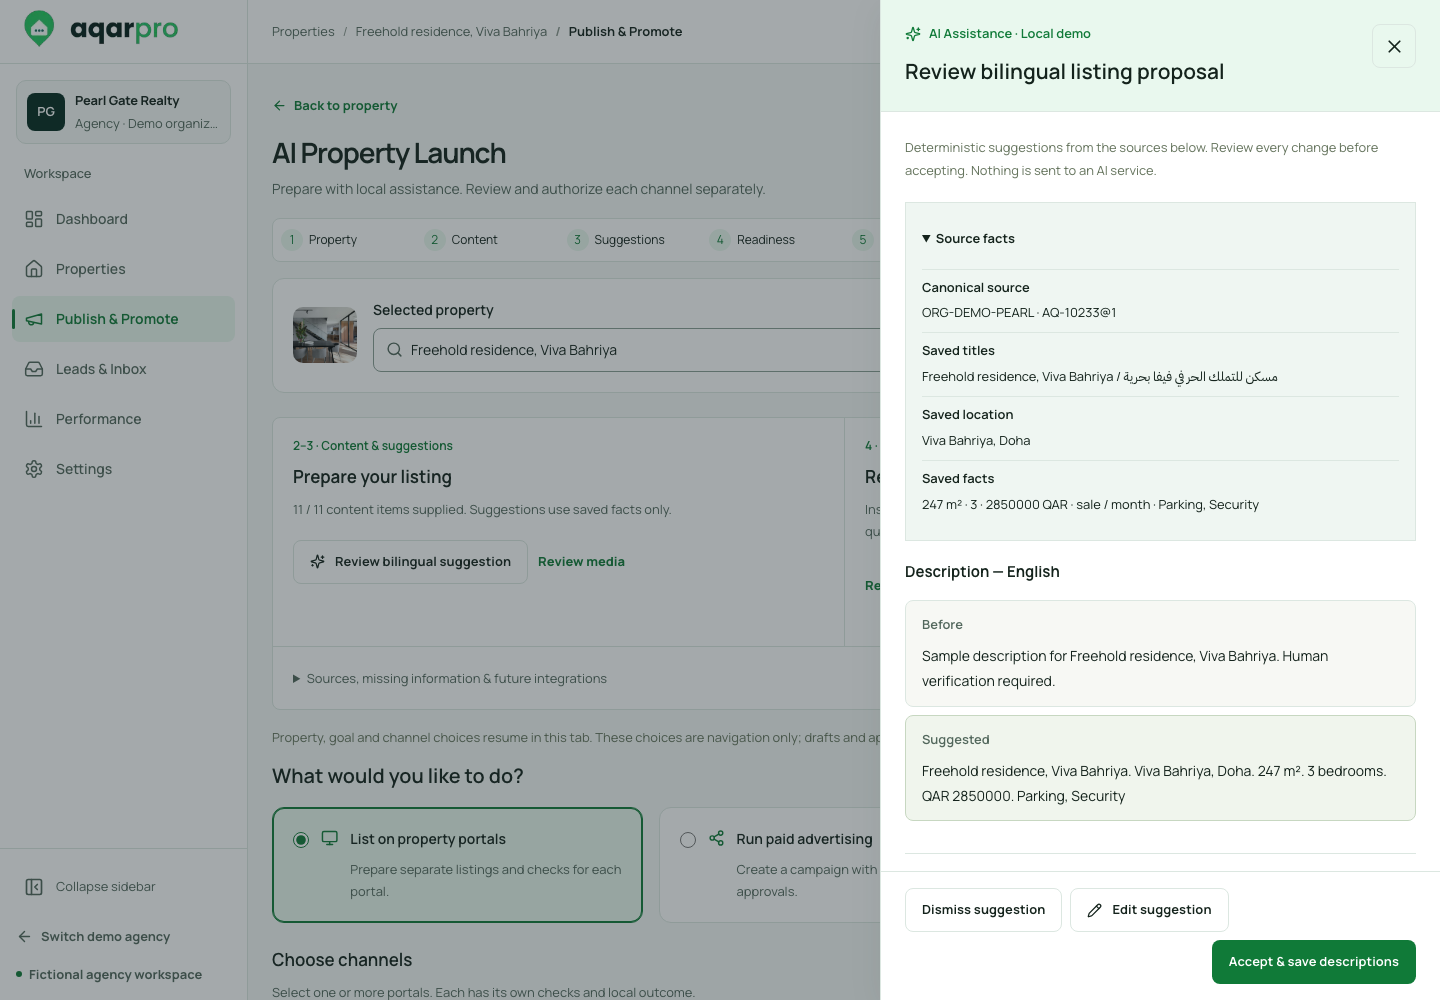 aqarpro
PG
Pearl Gate Realty
Agency · Demo organiz...
Workspace
Dashboard
Properties
Publish & Promote
Leads & Inbox
Performance
Settings
Collapse sidebar
Switch demo agency
Fictional agency workspace
Properties / Freehold residence, Viva Bahriya / Publish & Promote
Back to property
AI Property Launch
Prepare with local assistance. Review and authorize each channel separately.
1 Property 2 Content 3 Suggestions 4 Readiness 5
Selected property
Freehold residence, Viva Bahriya
2–3 · Content & suggestions
Prepare your listing
11 / 11 content items supplied. Suggestions use saved facts only.
Review bilingual suggestion Review media
4 ·
Sources, missing information & future integrations
Property, goal and channel choices resume in this tab. These choices are navigation only; drafts and
What would you like to do?
List on property portals
Prepare separate listings and checks for each
portal.
Run paid advertising
Create a campaign with
approvals.
Choose channels
Select one or more portals. Each has its own checks and local outcome.
AI Assistance · Local demo
Review bilingual listing proposal
Deterministic suggestions from the sources below. Review every change before
accepting. Nothing is sent to an AI service.
Source facts
Canonical source
ORG-DEMO-PEARL · AQ-10233@1
Saved titles
Freehold residence, Viva Bahriya / مسكن للتملك الحر في فيفا بحرية
Saved location
Viva Bahriya, Doha
Saved facts
247 m² · 3 · 2850000 QAR · sale / month · Parking, Security
Description — English
Before
Sample description for Freehold residence, Viva Bahriya. Human
verification required.
Suggested
Freehold residence, Viva Bahriya. Viva Bahriya, Doha. 247 m². 3 bedrooms.
QAR 2850000. Parking, Security
Dismiss suggestion Edit suggestion
Accept & save descriptions